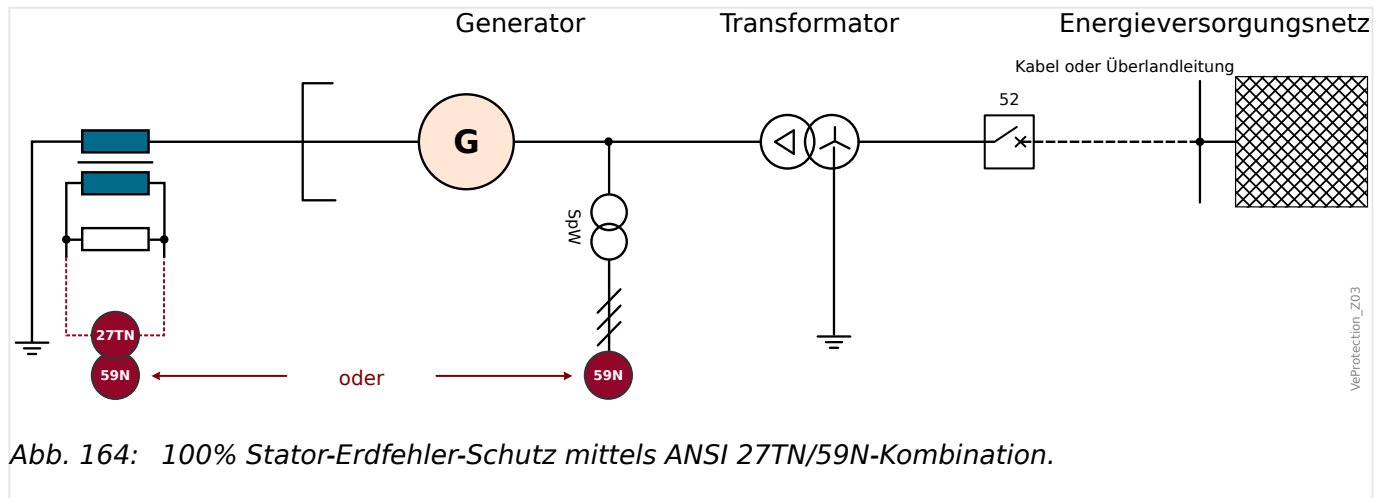 Generator
Transformator
Energieversorgungsnetz
Kabel oder Überlandleitung
52
G
SpW
27TN
59N
oder
59N
VeProtection_Z03
Abb. 164: 100% Stator-Erdfehler-Schutz mittels ANSI 27TN/59N-Kombination.